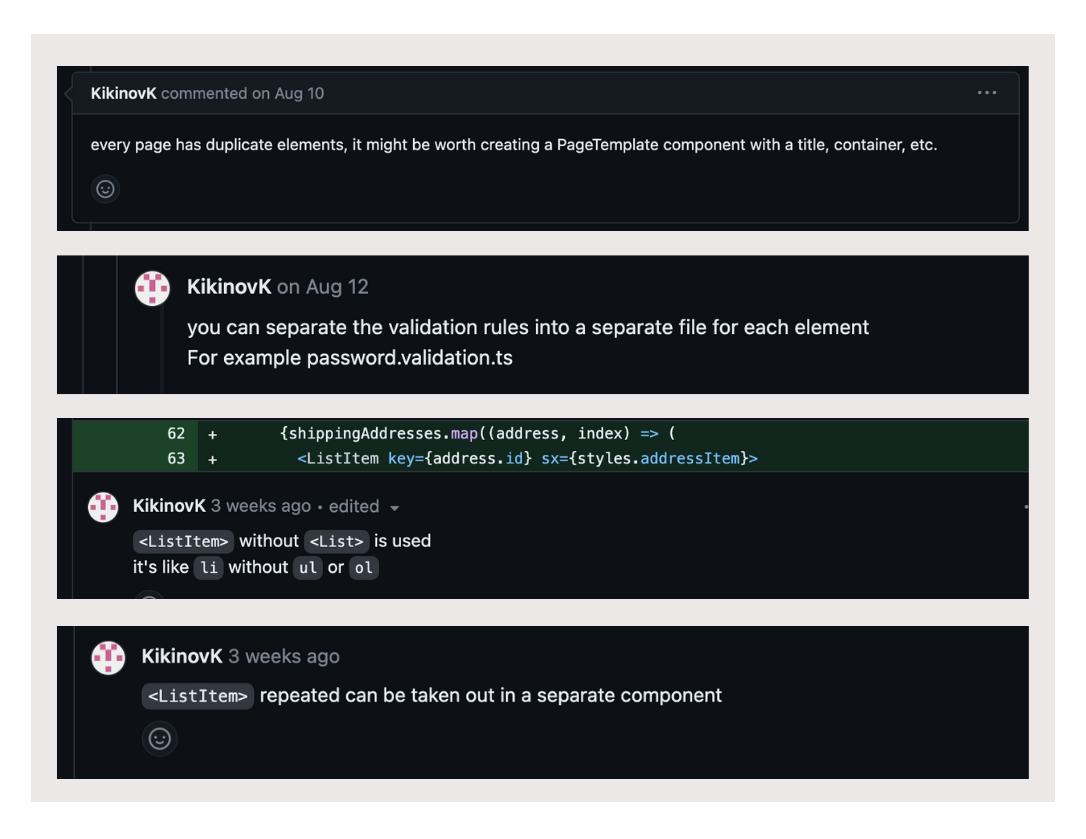 KikinovK commented on Aug 10
every page has duplicate elements, it might be worth creating a PageTemplate component with a title, container, etc.
KikinovK on Aug 12
you can separate the validation rules into a separate file for each element
For example password.validation.ts
62 + {shippingAddresses.map((address, index) => (
63 + <ListItem key={address.id} sx={styles.addressItem}>
KikinovK 3 weeks ago • edited
<ListItem> without <List> is used
it's like li without ul or ol
KikinovK 3 weeks ago
<ListItem> repeated can be taken out in a separate component